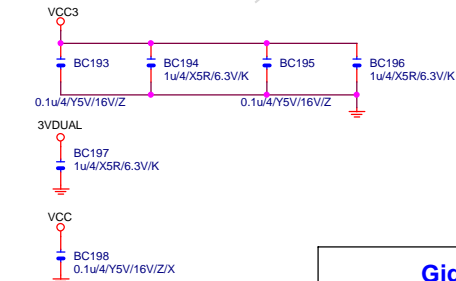 VCC3
BC193
BC194
1u/4/X5R/6.3V/K
BC195
BC196
1u/4/X5R/6.3V/K
0.1u/4/Y5V/16V/Z
0.1u/4/Y5V/16V/Z
3VDUAL
BC197
1u/4/X5R/6.3V/K
VCC
BC198
0.1u/4/Y5V/16V/Z/X